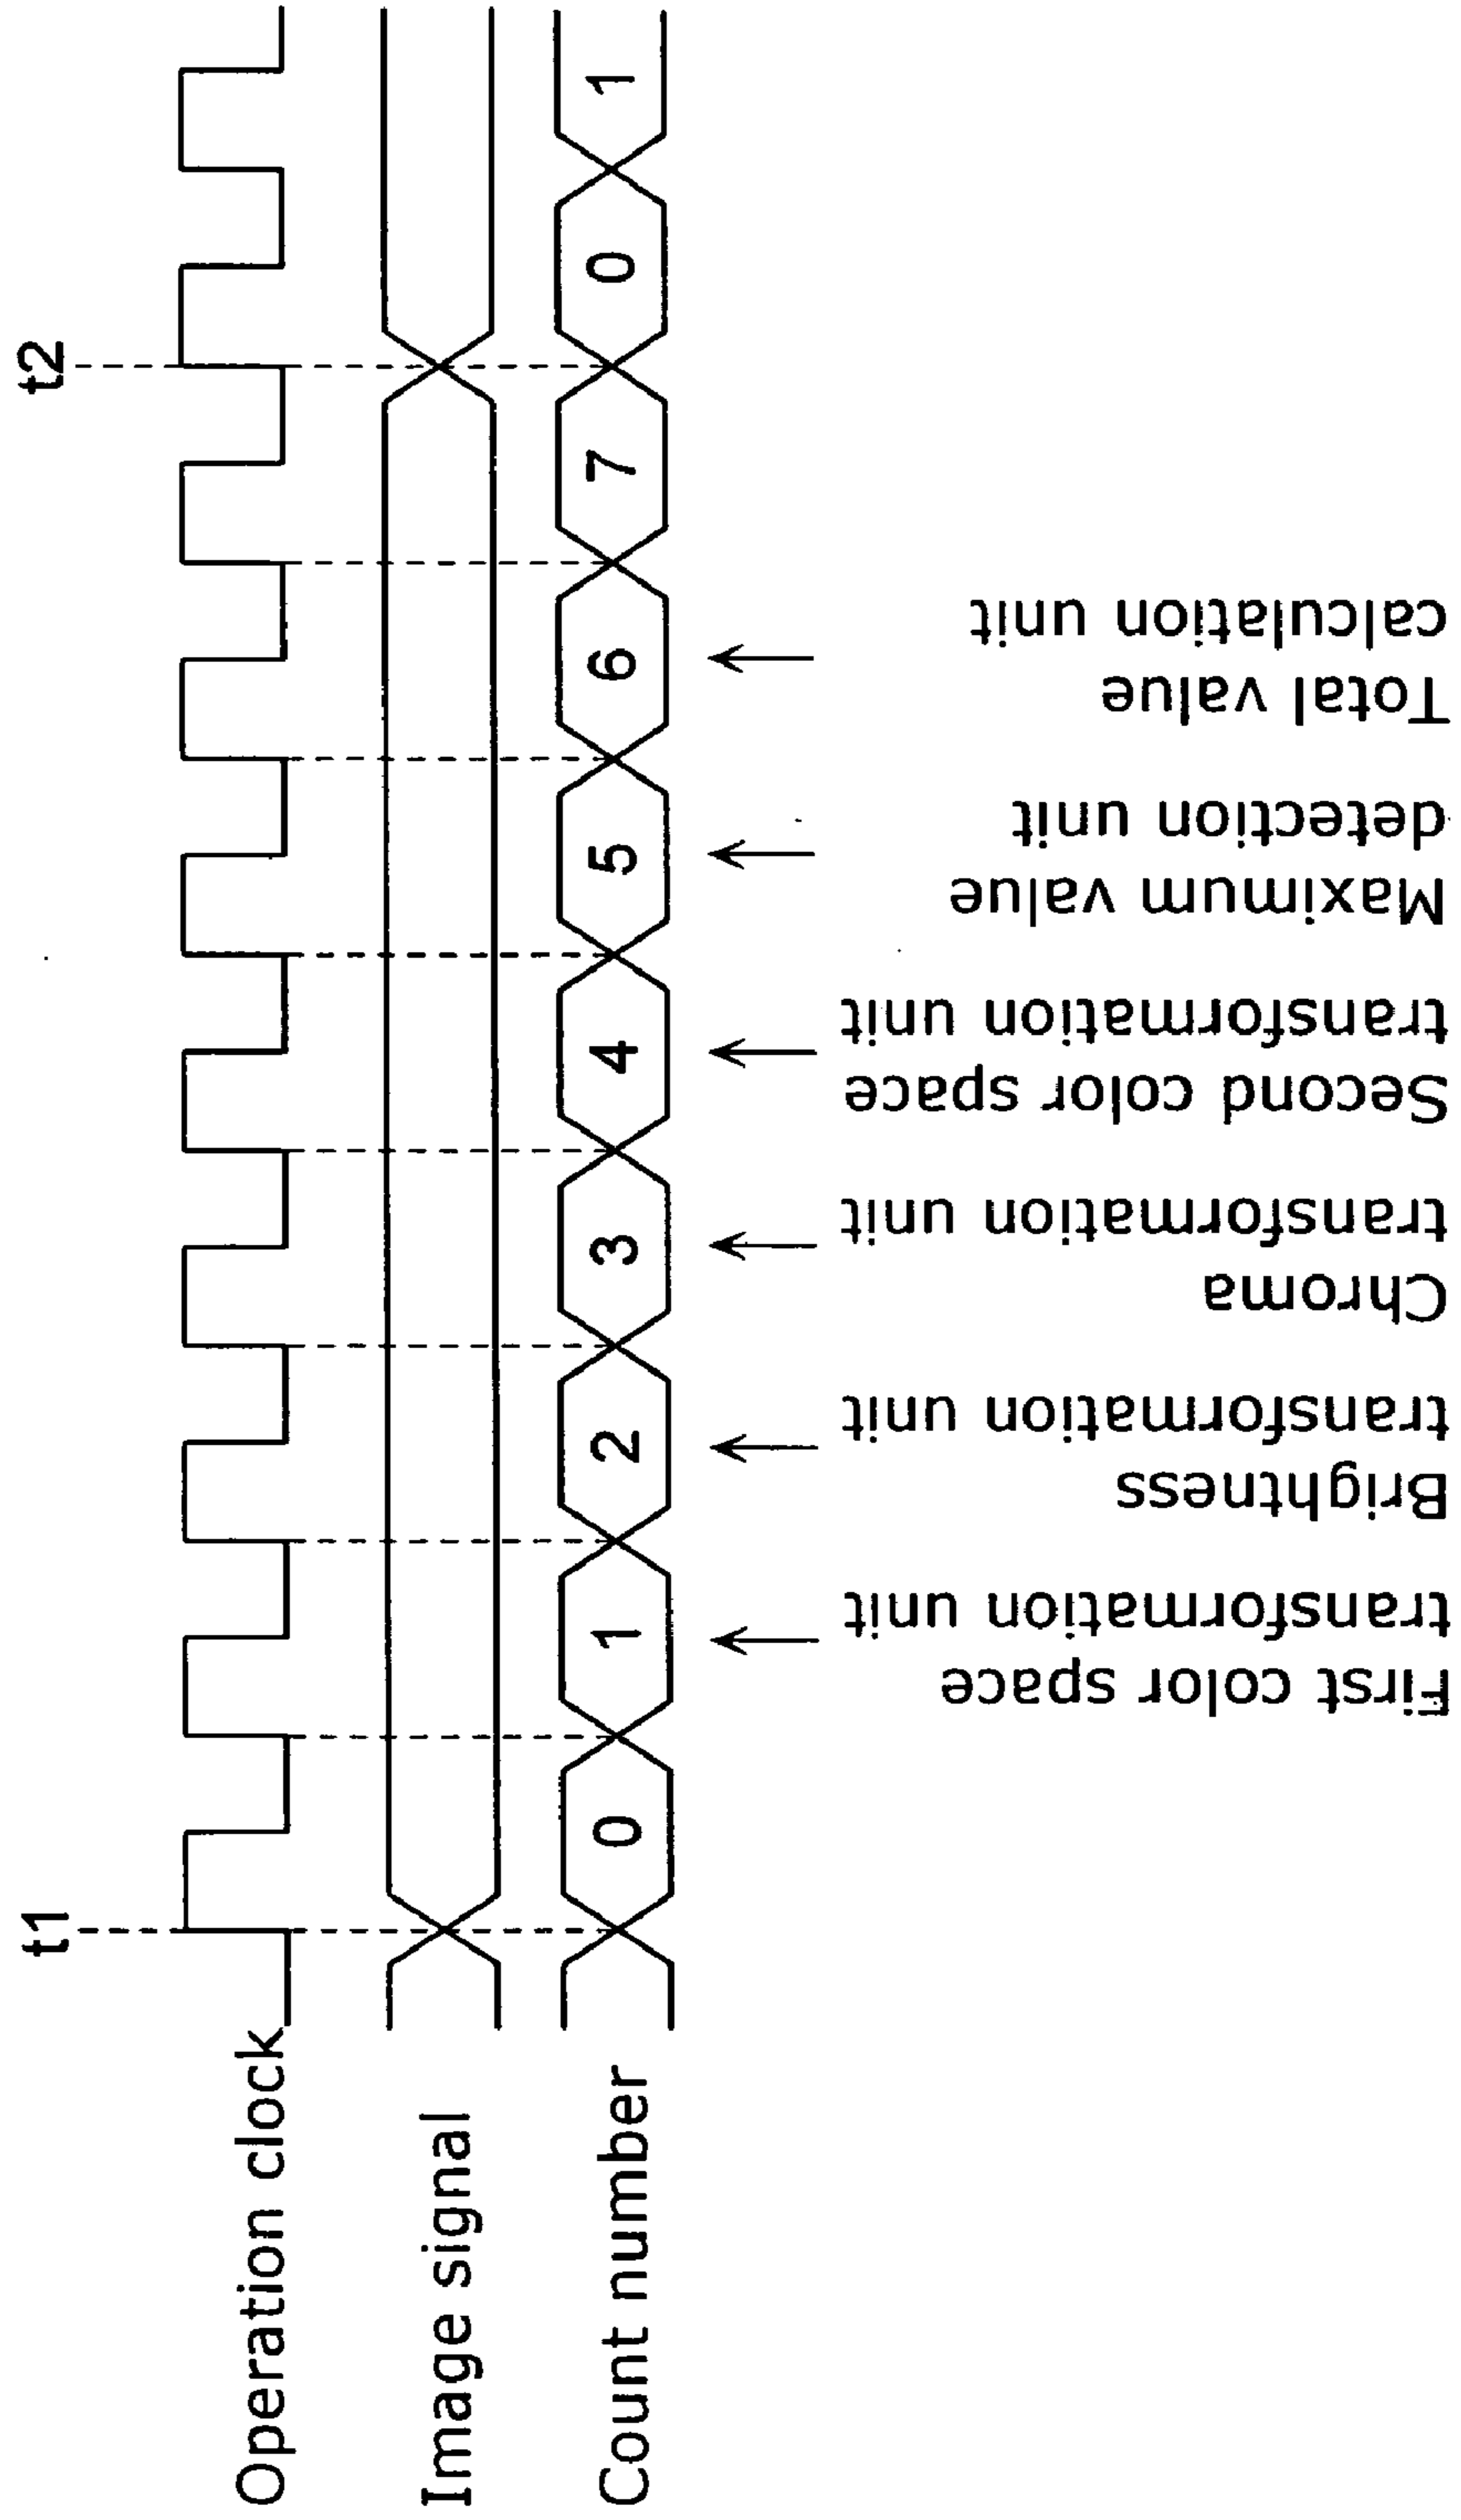 t1
t2
Operation clock
Image signal
Count number
0
1
2
3
4
5
6
7
0
1
First color space
transformation unit
Brightness
transformation unit
Chroma
transformation unit
Second color space
transformation unit
Maximum value
detection unit
Total value
calculation unit